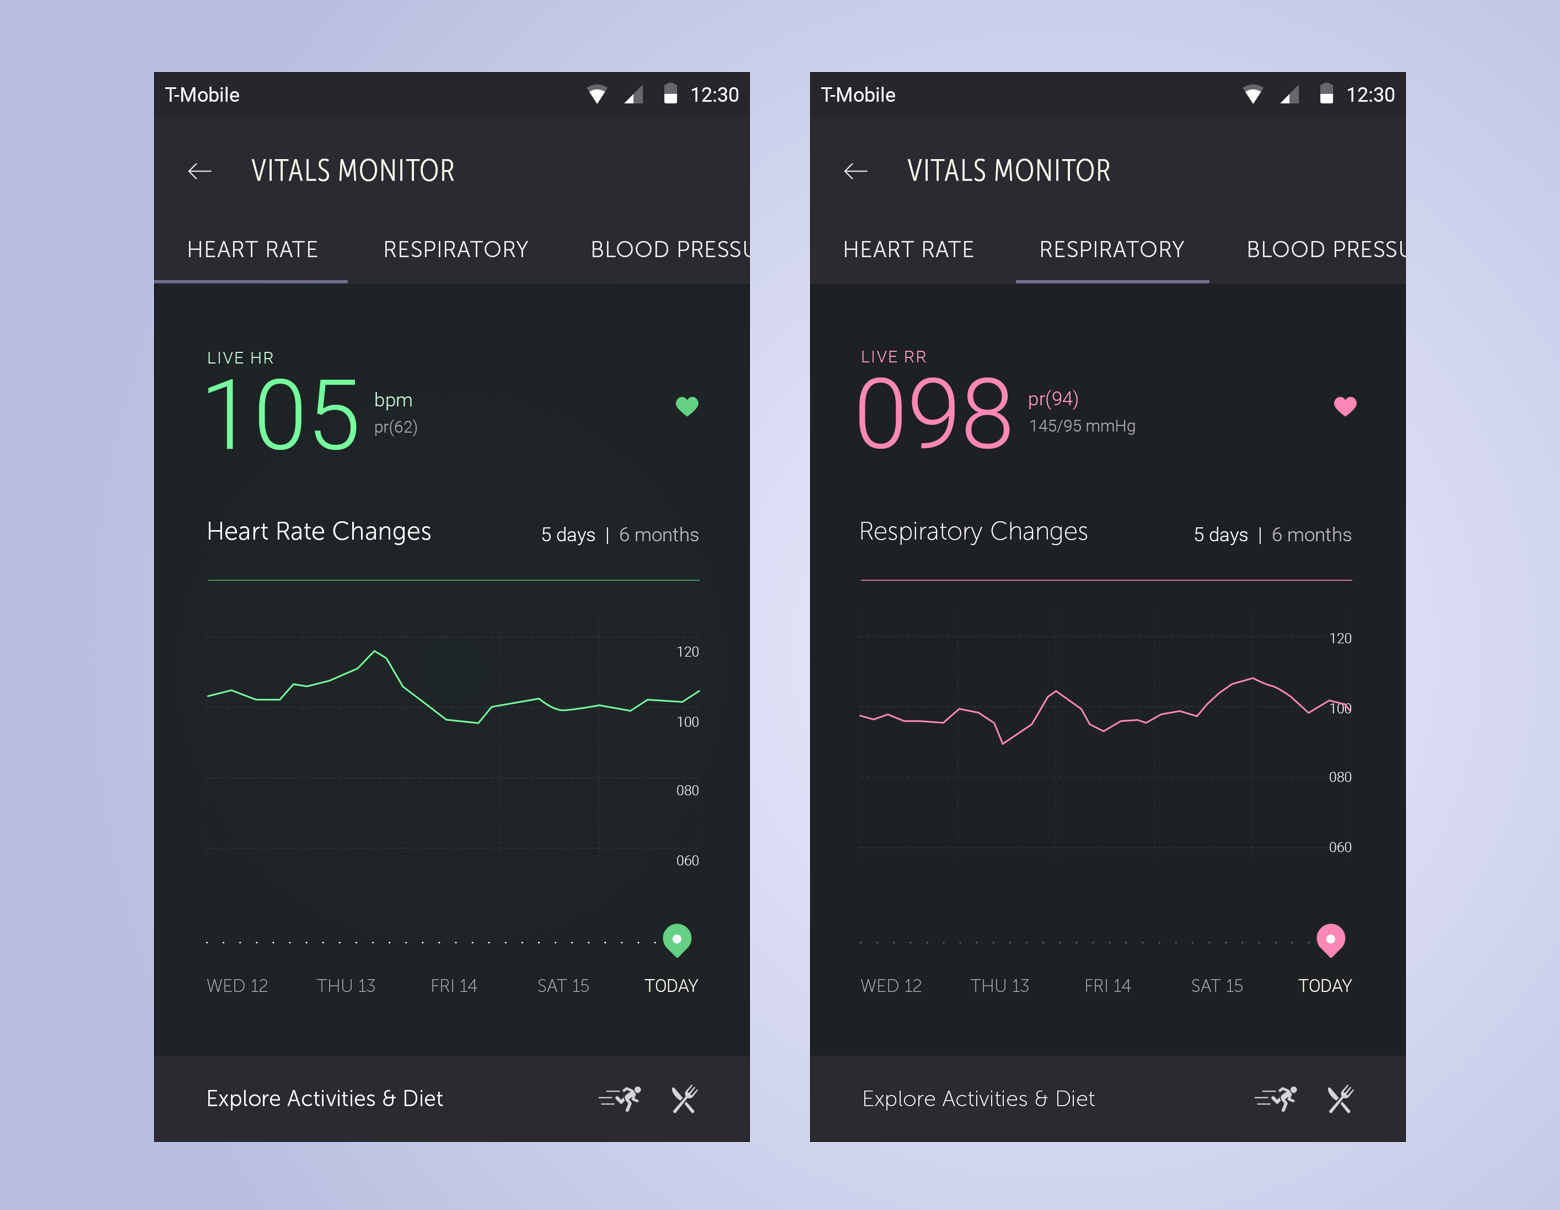 T-Mobile 12:30
VITALS MONITOR
HEART RATE RESPIRATORY BLOOD PRESSU
LIVE HR
105 bpm
pr(62)
Heart Rate Changes 5 days | 6 months
120
100
080
060
WED 12 THU 13 FRI 14 SAT 15 TODAY
Explore Activities & Diet
T-Mobile 12:30
VITALS MONITOR
HEART RATE RESPIRATORY BLOOD PRESSU
LIVE RR
098 pr(94)
145/95 mmHg
Respiratory Changes 5 days | 6 months
120
100
080
060
WED 12 THU 13 FRI 14 SAT 15 TODAY
Explore Activities & Diet